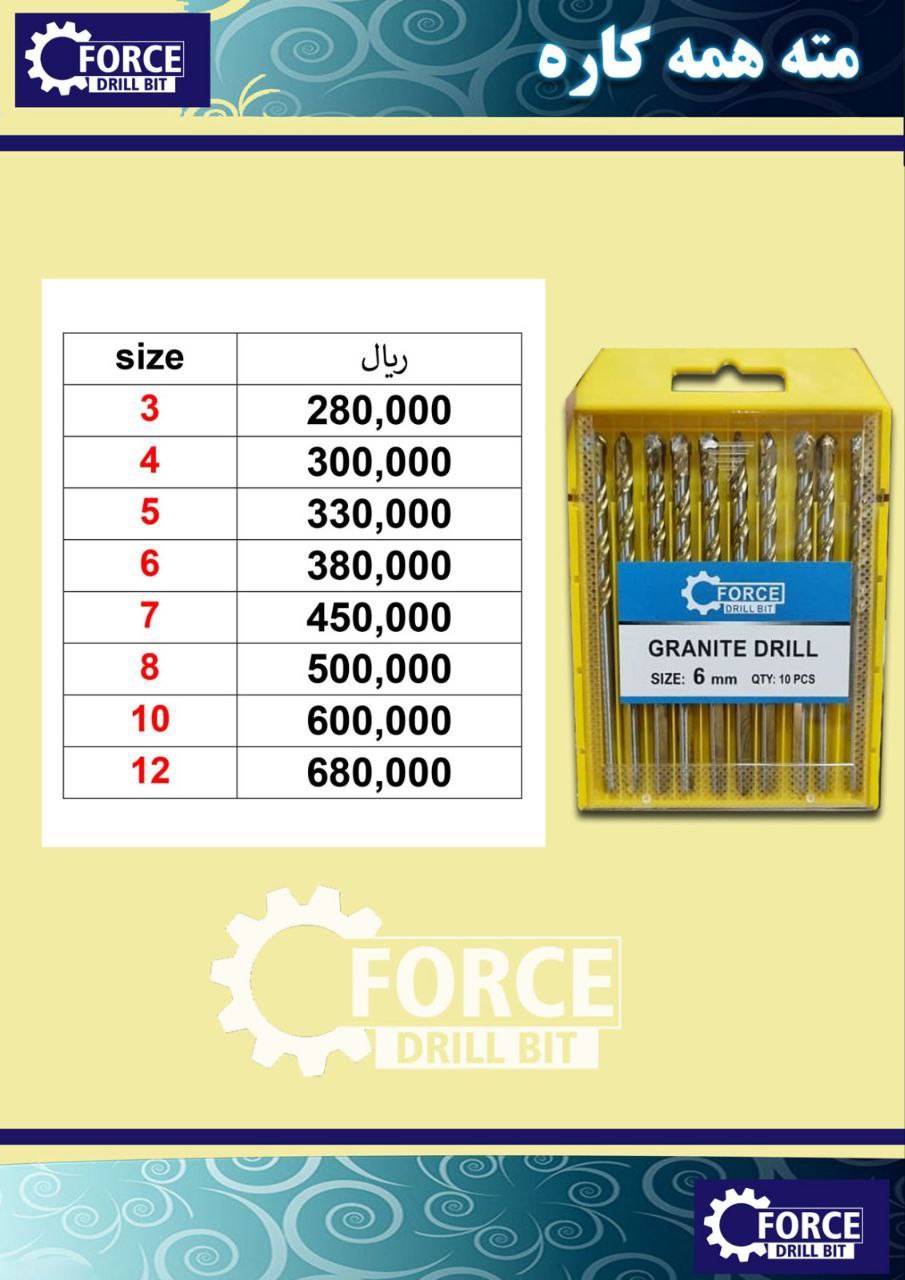 FORCE
DRILL BIT
مته همه کاره
size ریال
3 280,000
4 300,000
5 330,000
6 380,000
7 450,000
8 500,000
10 600,000
12 680,000
FORCE
DRILL BIT
GRANITE DRILL
SIZE: 6 mm QTY: 10 PCS
FORCE
DRILL BIT
FORCE
DRILL BIT